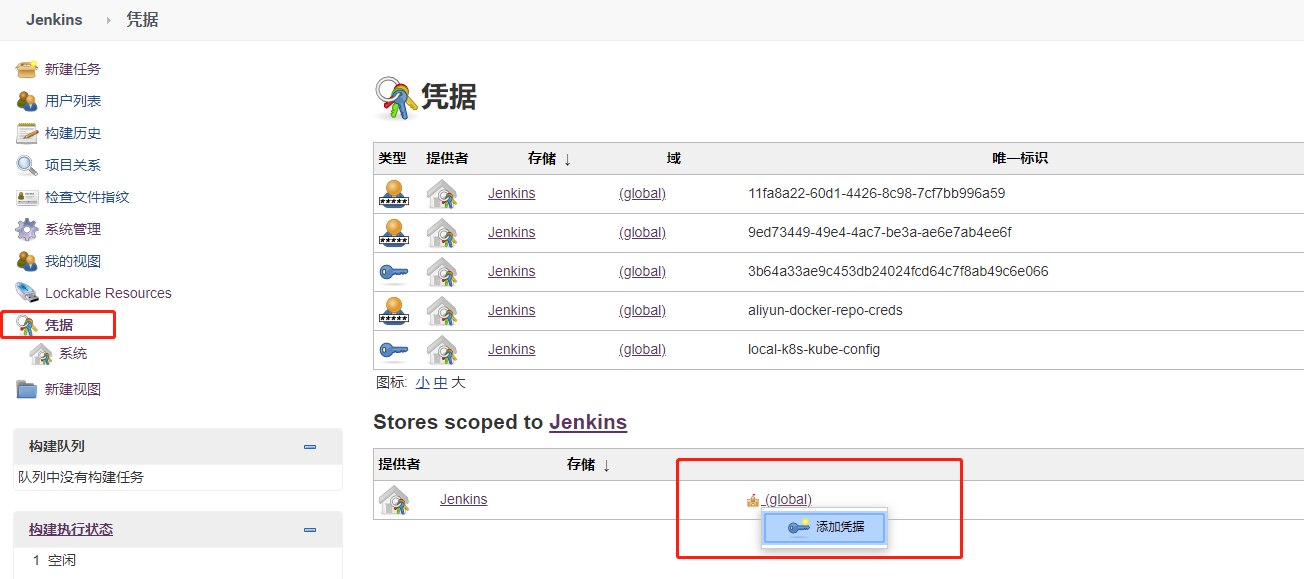 Jenkins 凭据
新建任务
用户列表
构建历史
项目关系
检查文件指纹
系统管理
我的视图
Lockable Resources
凭据
系统
新建视图
构建队列
队列中没有构建任务
构建执行状态
1 空闲
凭据
类型 提供者 存储 ↓ 域 唯一标识
Jenkins (global) 11fa8a22-60d1-4426-8c98-7cf7bb996a59
Jenkins (global) 9ed73449-49e4-4ac7-be3a-ae6e7ab4ee6f
Jenkins (global) 3b64a33ae9c453db24024fcd64c7f8ab49c6e066
Jenkins (global) aliyun-docker-repo-creds
Jenkins (global) local-k8s-kube-config
图标: 小 中 大
Stores scoped to Jenkins
提供者 存储 ↓
Jenkins (global)
添加凭据